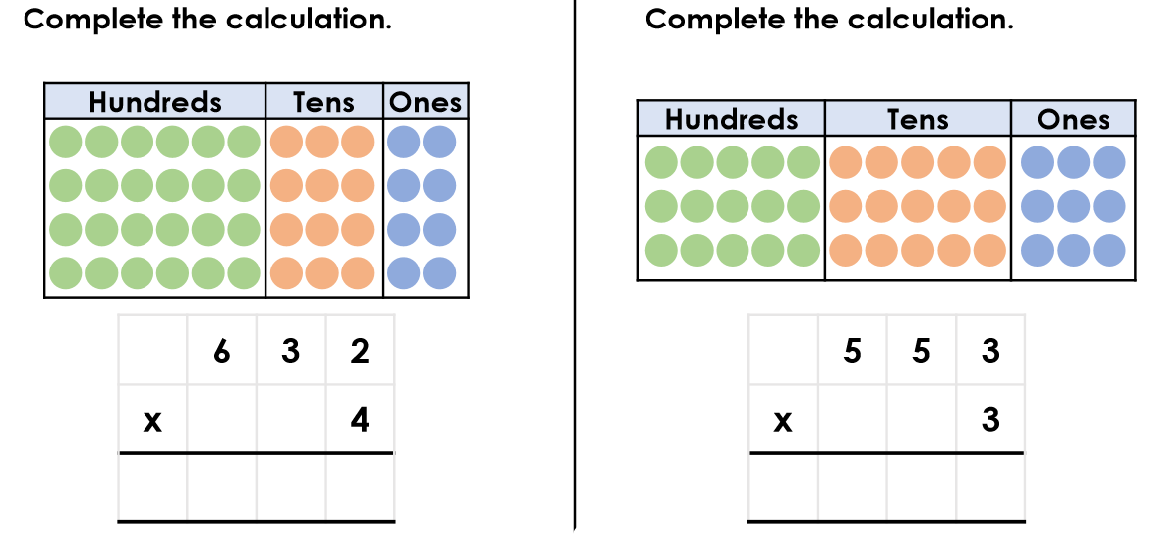 Complete the calculation.
Hundreds Tens Ones
6 3 2
x 4
Complete the calculation.
Hundreds Tens Ones
5 5 3
x 3